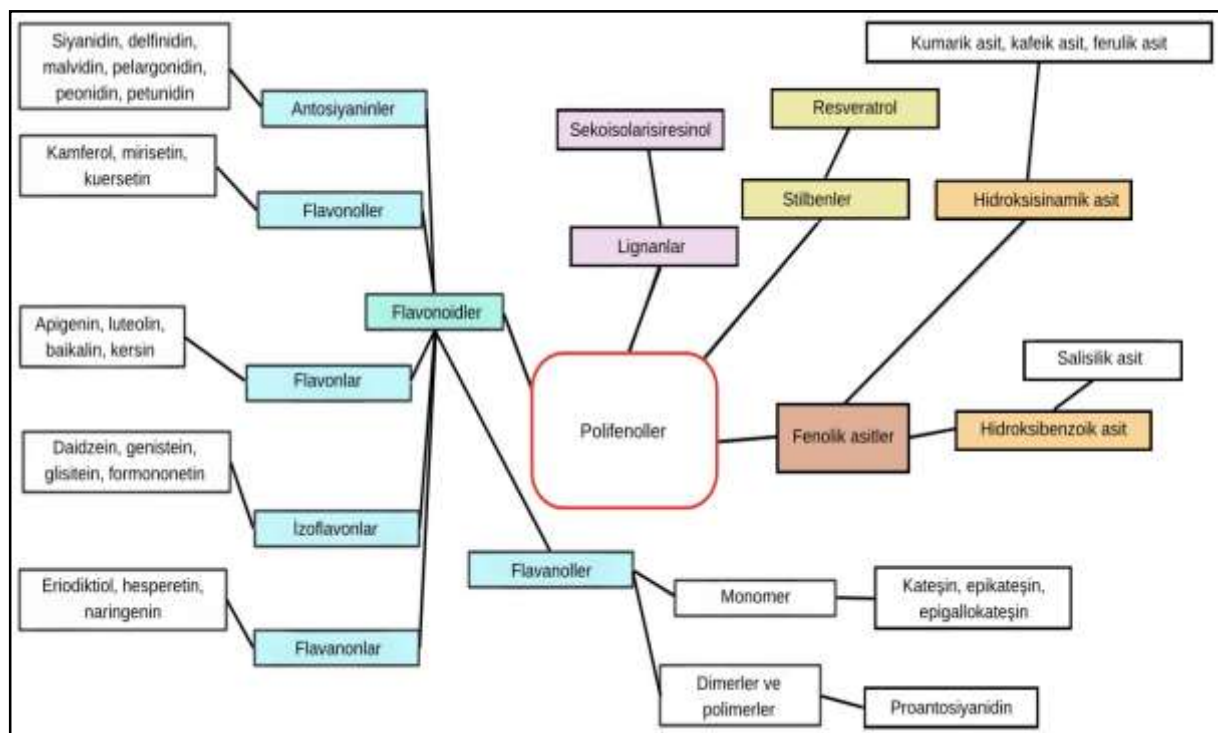 Siyanidin, delfinidin,
malvidin, pelargonidin,
peonidin, petunidin
Antosiyaninler
Kamferol, mirisetin,
kuersetin
Flavonoller
Flavonoidler
Apigenin, luteolin,
baikalin, kersin
Flavonlar
Daidzein, genistein,
glisitein, formononetin
İzoflavonlar
Eriodiktiol, hesperetin,
naringenin
Flavanonlar
Flavanoller
Monomer
Kateşin, epikateşin,
epigallokateşin
Dimerler ve
polimerler
Proantosiyanidin
Polifenoller
Sekoisolarisiresinol
Lignanlar
Resveratrol
Stilbenler
Kumarik asit, kafeik asit, ferulik asit
Hidroksisinamik asit
Fenolik asitler
Salisilik asit
Hidroksibenzoik asit